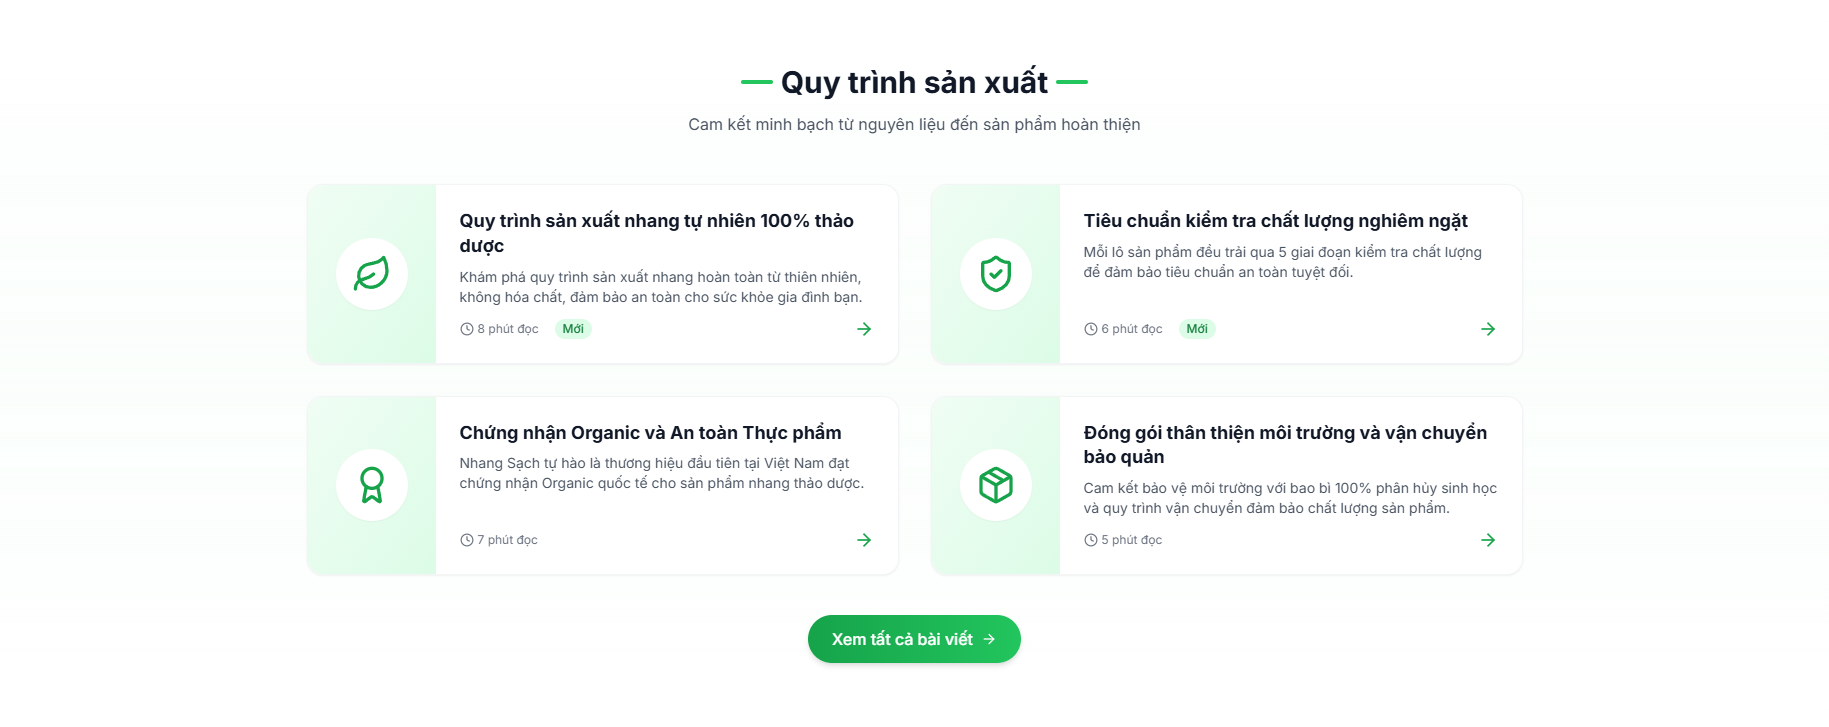 Quy trình sản xuất
Cam kết minh bạch từ nguyên liệu đến sản phẩm hoàn thiện
Quy trình sản xuất nhang tự nhiên 100% thảo
dược
Khám phá quy trình sản xuất nhang hoàn toàn từ thiên nhiên,
không hóa chất, đảm bảo an toàn cho sức khỏe gia đình bạn.
8 phút đọc Mới
Tiêu chuẩn kiểm tra chất lượng nghiêm ngặt
Mỗi lô sản phẩm đều trải qua 5 giai đoạn kiểm tra chất lượng
để đảm bảo tiêu chuẩn an toàn tuyệt đối.
6 phút đọc Mới
Chứng nhận Organic và An toàn Thực phẩm
Nhang Sạch tự hào là thương hiệu đầu tiên tại Việt Nam đạt
chứng nhận Organic quốc tế cho sản phẩm nhang thảo dược.
7 phút đọc
Đóng gói thân thiện môi trường và vận chuyển
bảo quản
Cam kết bảo vệ môi trường với bao bì 100% phân hủy sinh học
và quy trình vận chuyển đảm bảo chất lượng sản phẩm.
5 phút đọc
Xem tất cả bài viết